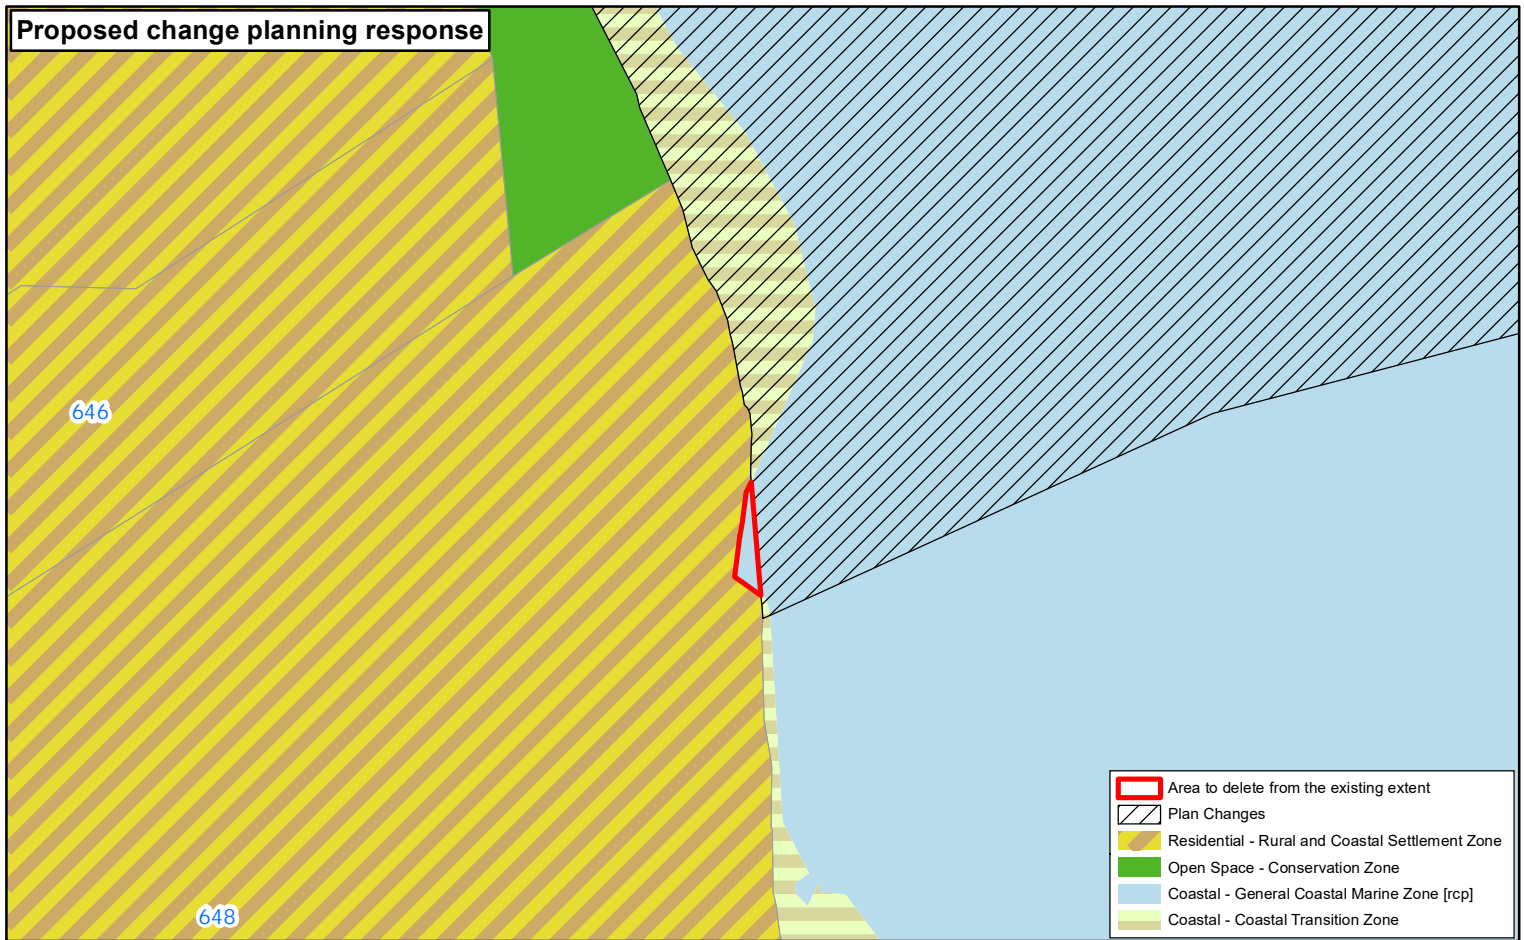 Proposed change planning response
646
648
Area to delete from the existing extent
Plan Changes
Residential - Rural and Coastal Settlement Zone
Open Space - Conservation Zone
Coastal - General Coastal Marine Zone [rcp]
Coastal - Coastal Transition Zone